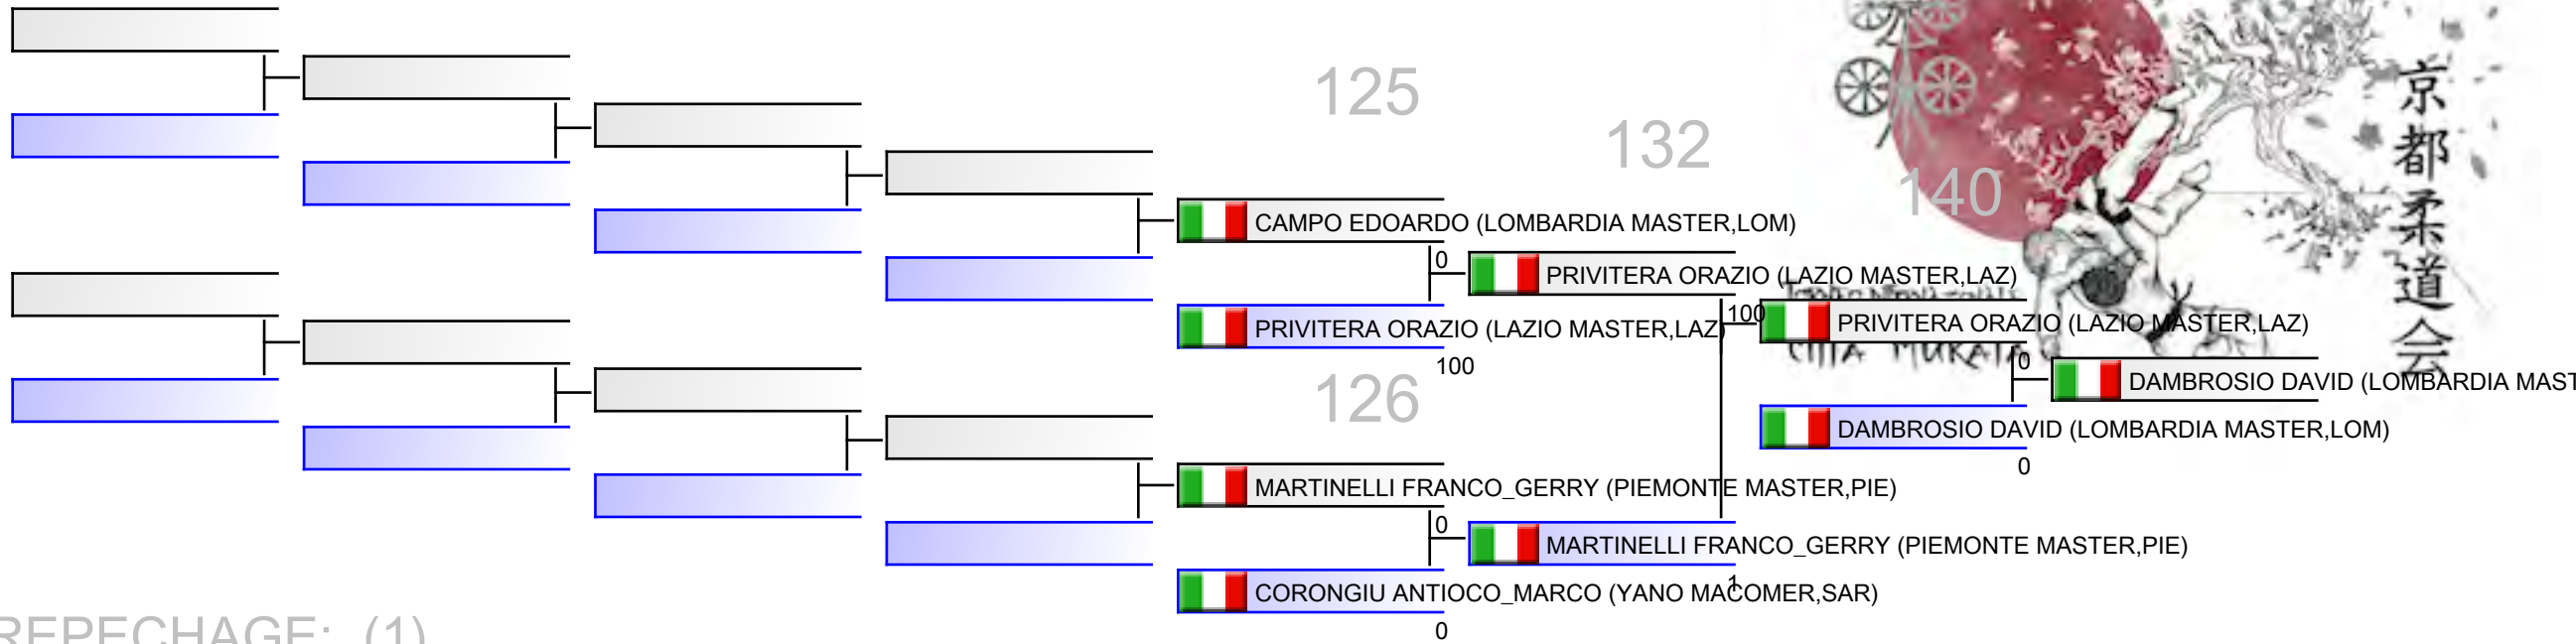 125
132
140
京都柔道会
CAMPO EDOARDO (LOMBARDIA MASTER,LOM)
0
PRIVITERA ORAZIO (LAZIO MASTER,LAZ)
PRIVITERA ORAZIO (LAZIO MASTER,LAZ)
100
100
PRIVITERA ORAZIO (LAZIO MASTER,LAZ)
0
DAMBROSIO DAVID (LOMBARDIA MAST
DAMBROSIO DAVID (LOMBARDIA MASTER,LOM)
0
126
MARTINELLI FRANCO_GERRY (PIEMONTE MASTER,PIE)
0
MARTINELLI FRANCO_GERRY (PIEMONTE MASTER,PIE)
1
CORONGIU ANTIOCO_MARCO (YANO MACOMER,SAR)
0
REPECHAGE: (1)